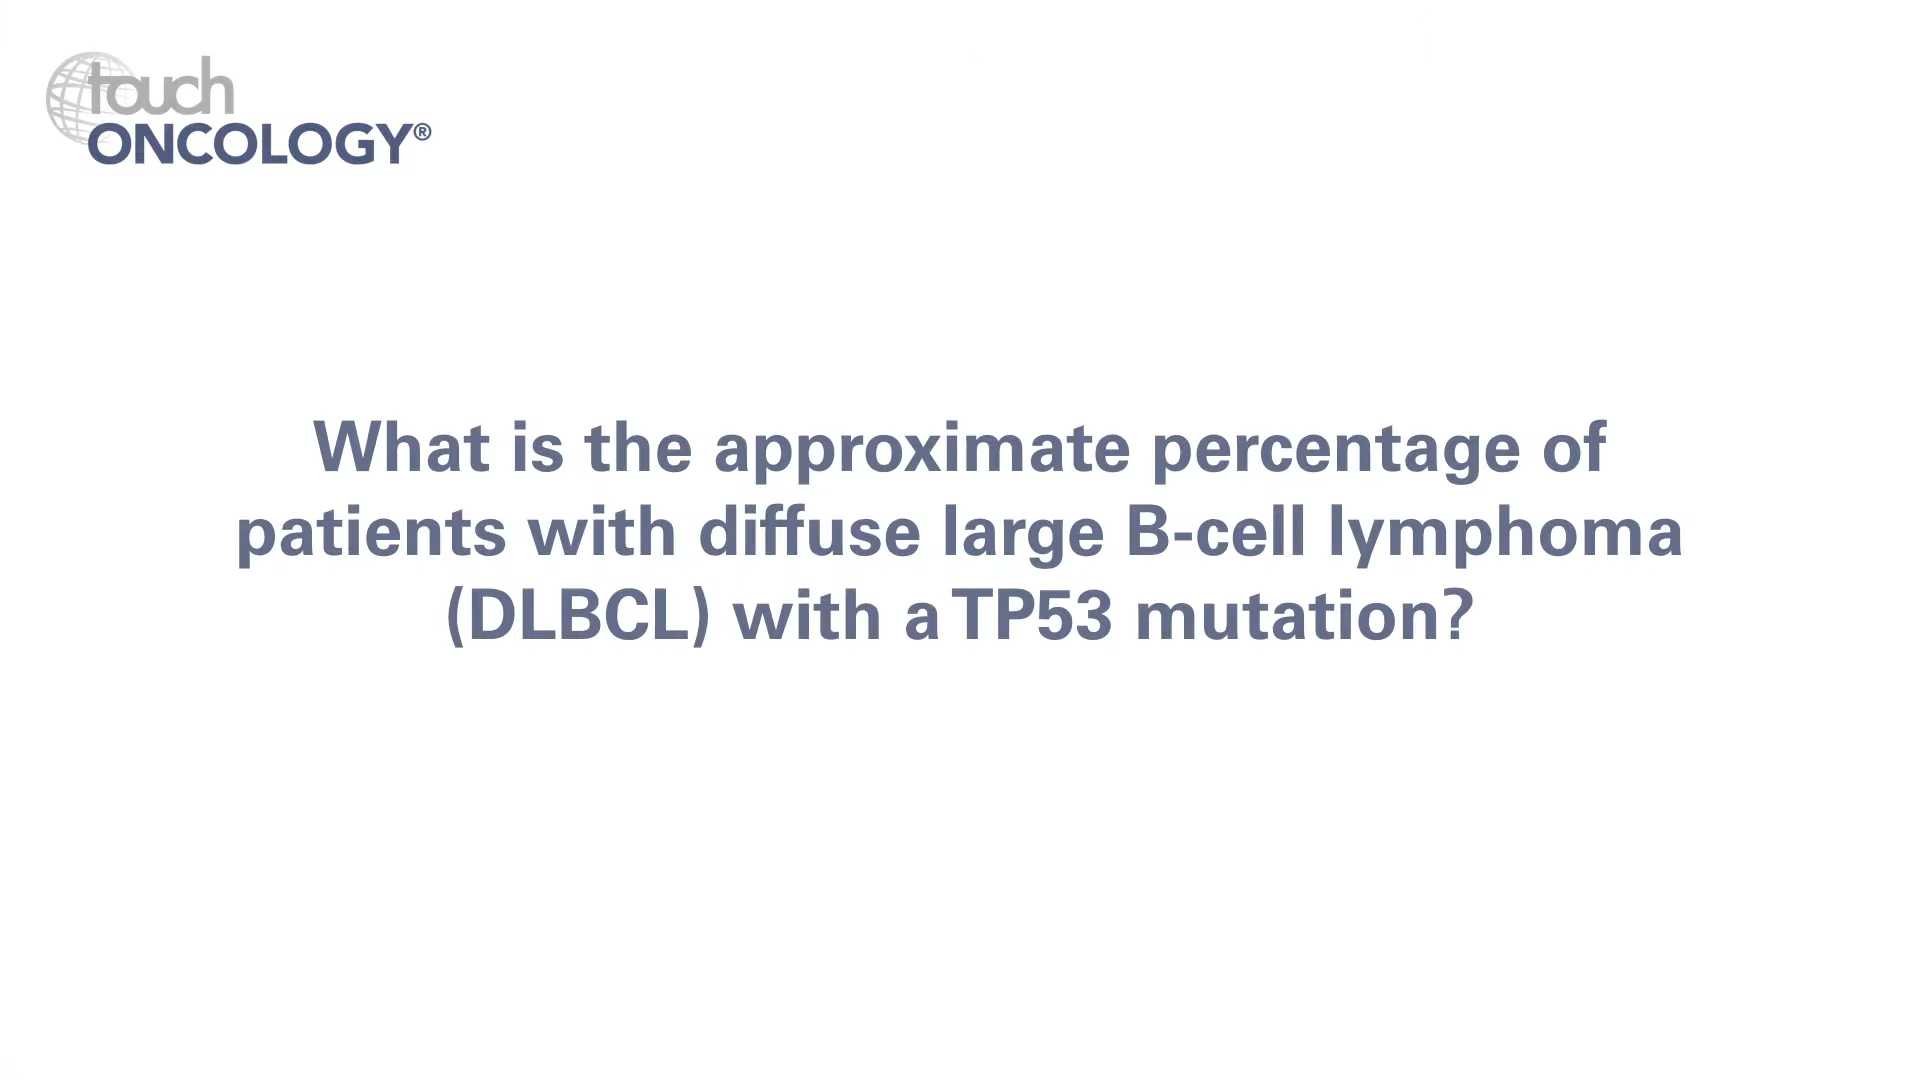 touch
ONCOLOGY®
What is the approximate percentage of
patients with diffuse large B-cell lymphoma
(DLBCL) with a TP53 mutation?